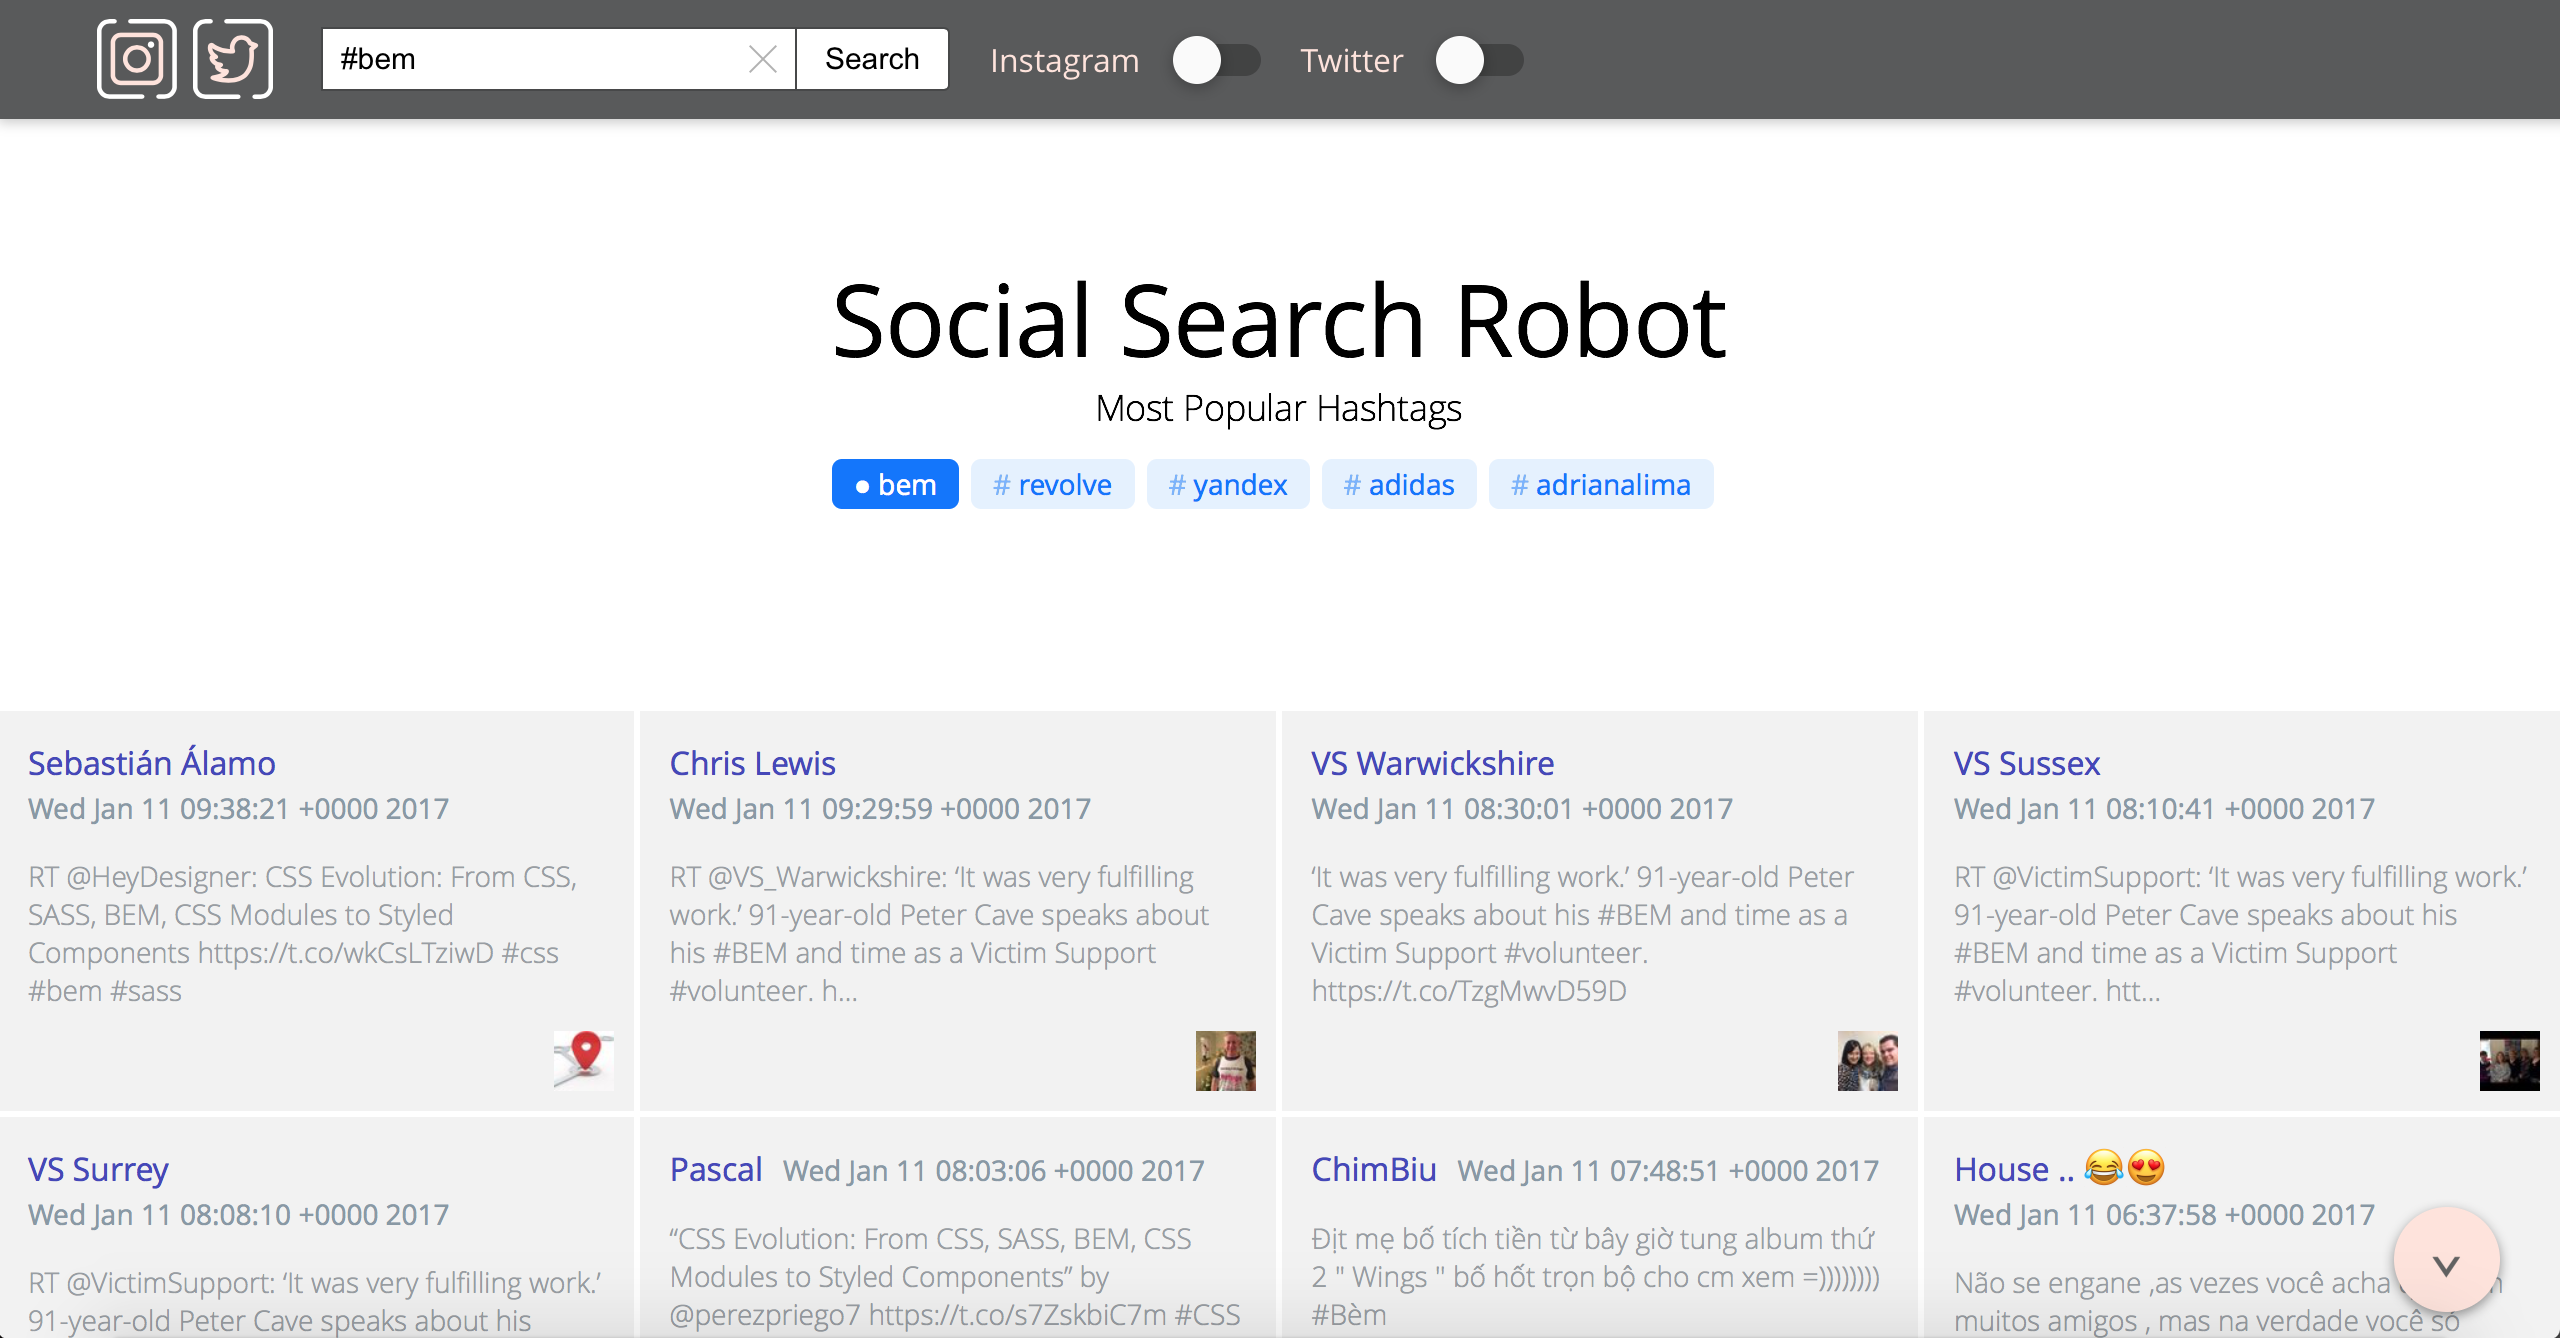 #bem
Search
Instagram
Twitter
Social Search Robot
Most Popular Hashtags
● bem
# revolve
# yandex
# adidas
# adrianalima
Sebastián Álamo
Wed Jan 11 09:38:21 +0000 2017
RT @HeyDesigner: CSS Evolution: From CSS,
SASS, BEM, CSS Modules to Styled
Components https://t.co/wkCsLTziwD #css
#bem #sass
Chris Lewis
Wed Jan 11 09:29:59 +0000 2017
RT @VS_Warwickshire: ‘It was very fulfilling
work.’ 91-year-old Peter Cave speaks about
his #BEM and time as a Victim Support
#volunteer. h…
VS Warwickshire
Wed Jan 11 08:30:01 +0000 2017
‘It was very fulfilling work.’ 91-year-old Peter
Cave speaks about his #BEM and time as a
Victim Support #volunteer.
https://t.co/TzgMwvD59D
VS Sussex
Wed Jan 11 08:10:41 +0000 2017
RT @VictimSupport: ‘It was very fulfilling work.’
91-year-old Peter Cave speaks about his
#BEM and time as a Victim Support
#volunteer. htt…
VS Surrey
Wed Jan 11 08:08:10 +0000 2017
RT @VictimSupport: ‘It was very fulfilling work.’
91-year-old Peter Cave speaks about his
Pascal Wed Jan 11 08:03:06 +0000 2017
“CSS Evolution: From CSS, SASS, BEM, CSS
Modules to Styled Components” by
@perezpriego7 https://t.co/s7ZskbiC7m #CSS
ChimBiu Wed Jan 11 07:48:51 +0000 2017
Địt mẹ bố tích tiền từ bây giờ tung album thứ
2 " Wings " bố hốt trọn bộ cho cm xem =))))))))
#Bèm
House .. 😂😍
Wed Jan 11 06:37:58 +0000 2017
Não se engane ,as vezes você acha
muitos amigos , mas na verdade você só